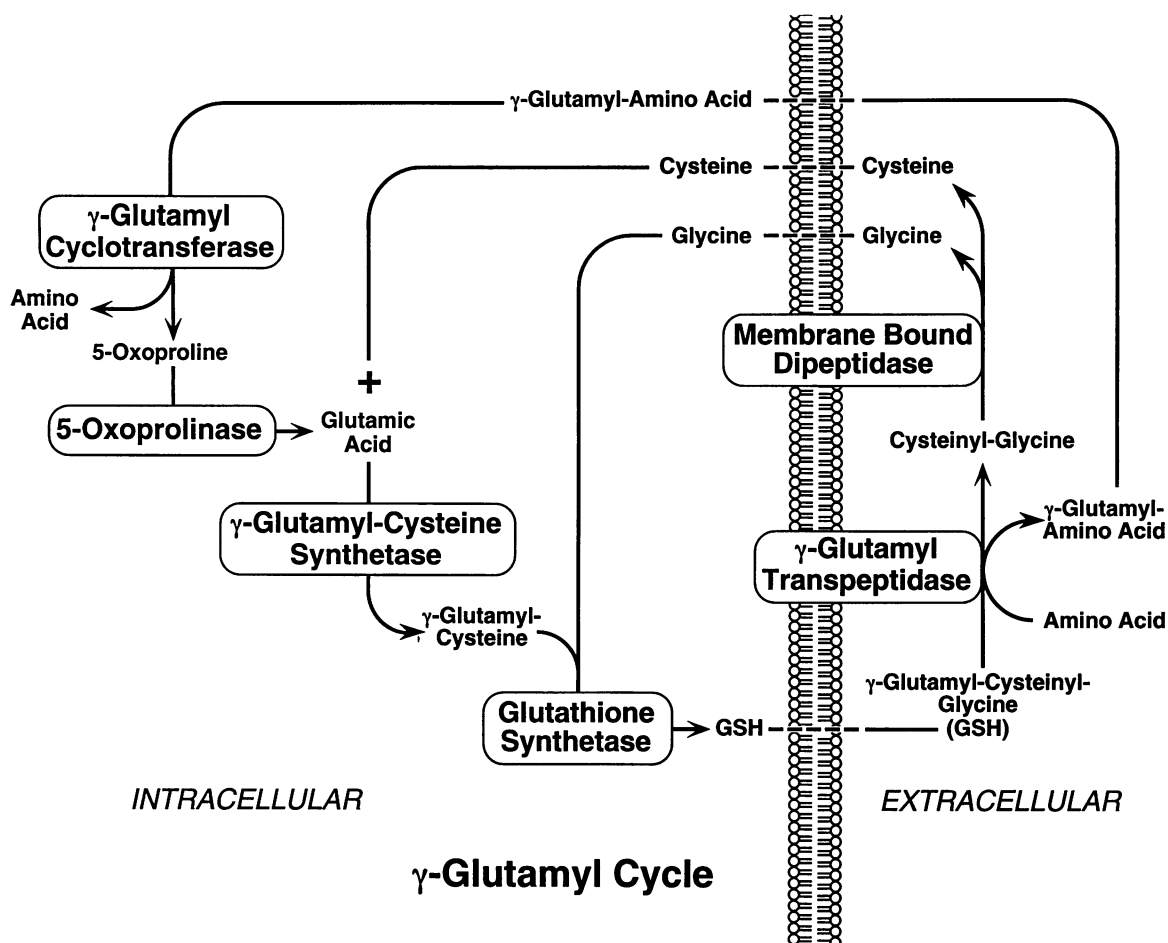 γ-Glutamyl-Amino Acid
Cysteine
Cysteine
γ-Glutamyl
Cyclotransferase
Glycine
Glycine
Amino
Acid
5-Oxoproline
Membrane Bound
Dipeptidase
+
5-Oxoprolinase
Glutamic
Acid
Cysteinyl-Glycine
γ-Glutamyl-Cysteine
Synthetase
γ-Glutamyl-
Amino Acid
γ-Glutamyl
Transpeptidase
γ-Glutamyl-
Cysteine
Amino Acid
γ-Glutamyl-Cysteinyl-
Glycine
(GSH)
Glutathione
Synthetase
GSH
INTRACELLULAR
EXTRACELLULAR
γ-Glutamyl Cycle